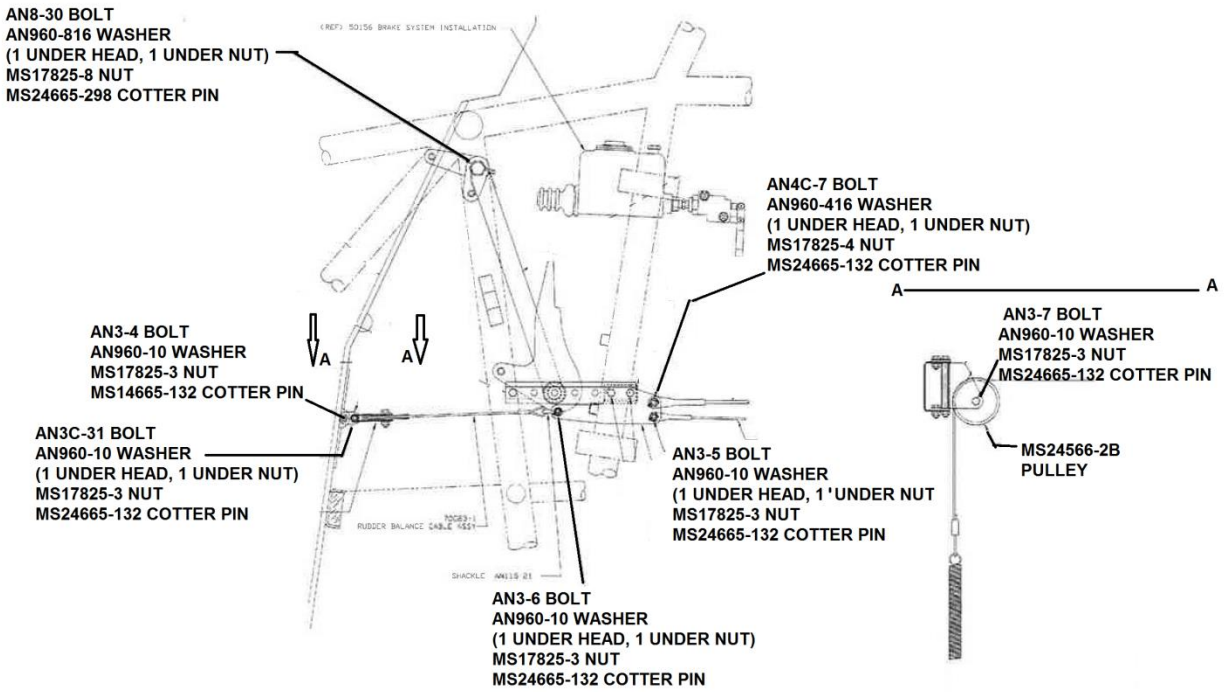 AN8-30 BOLT
AN960-816 WASHER
(1 UNDER HEAD, 1 UNDER NUT)
MS17825-8 NUT
MS24665-298 COTTER PIN
(REF) 50156 BRAKE SYSTEM INSTALLATION
AN4C-7 BOLT
AN960-416 WASHER
(1 UNDER HEAD, 1 UNDER NUT)
MS17825-4 NUT
MS24665-132 COTTER PIN
A A
AN3-7 BOLT
AN960-10 WASHER
MS17825-3 NUT
MS24665-132 COTTER PIN
MS24566-2B
PULLEY
A A
AN3-4 BOLT
AN960-10 WASHER
MS17825-3 NUT
MS14665-132 COTTER PIN
AN3C-31 BOLT
AN960-10 WASHER
(1 UNDER HEAD, 1 UNDER NUT)
MS17825-3 NUT
MS24665-132 COTTER PIN
AN3-5 BOLT
AN960-10 WASHER
(1 UNDER HEAD, 1 'UNDER NUT
MS17825-3 NUT
MS24665-132 COTTER PIN
RUDDER BALANCE CABLE ASSY
SHACKLE AN115-21
AN3-6 BOLT
AN960-10 WASHER
(1 UNDER HEAD, 1 UNDER NUT)
MS17825-3 NUT
MS24665-132 COTTER PIN